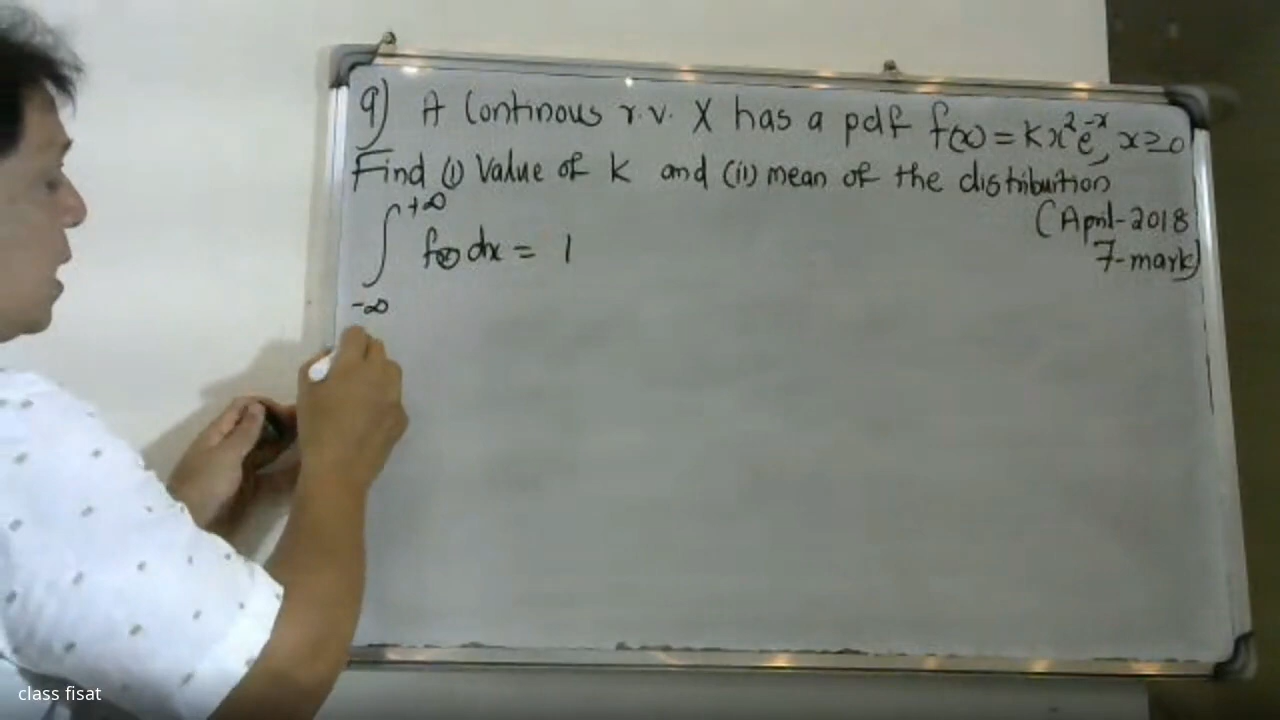 9) A Continous r.v. X has a pdf f(x) = kx²e⁻ˣ, x≥0
Find (i) Value of k and (ii) mean of the distribuition
(April-2018
7-mark)
∫₋∞⁺∞ f(x) dx = 1
class fisat